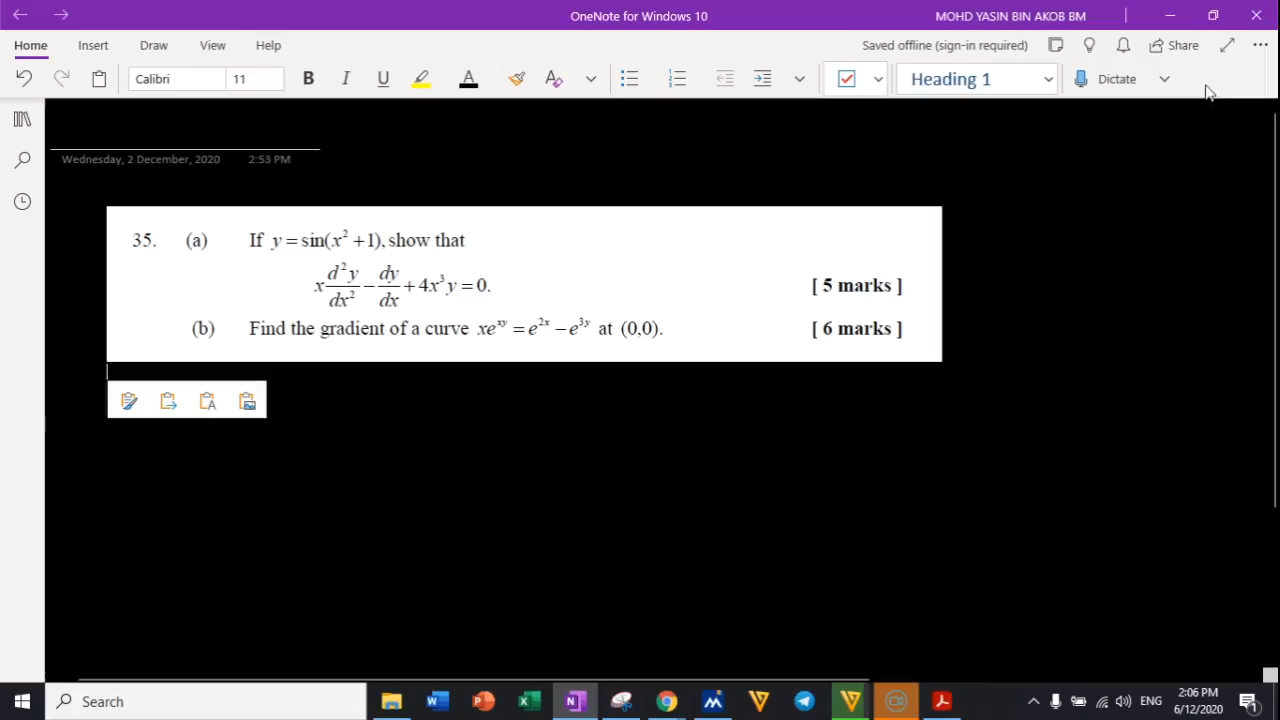 OneNote for Windows 10
MOHD YASIN BIN AKOB BM
Home Insert Draw View Help
Saved offline (sign-in required) Share
Calibri 11 B I U A A Heading 1 Dictate
Wednesday, 2 December, 2020 2:53 PM
35. (a) If y = sin(x² + 1), show that
x d²y/dx² − dy/dx + 4x³y = 0. [ 5 marks ]
(b) Find the gradient of a curve xe^{xy} = e^{2x} − e^{3y} at (0,0). [ 6 marks ]
Search
ENG
2:06 PM
6/12/2020
1